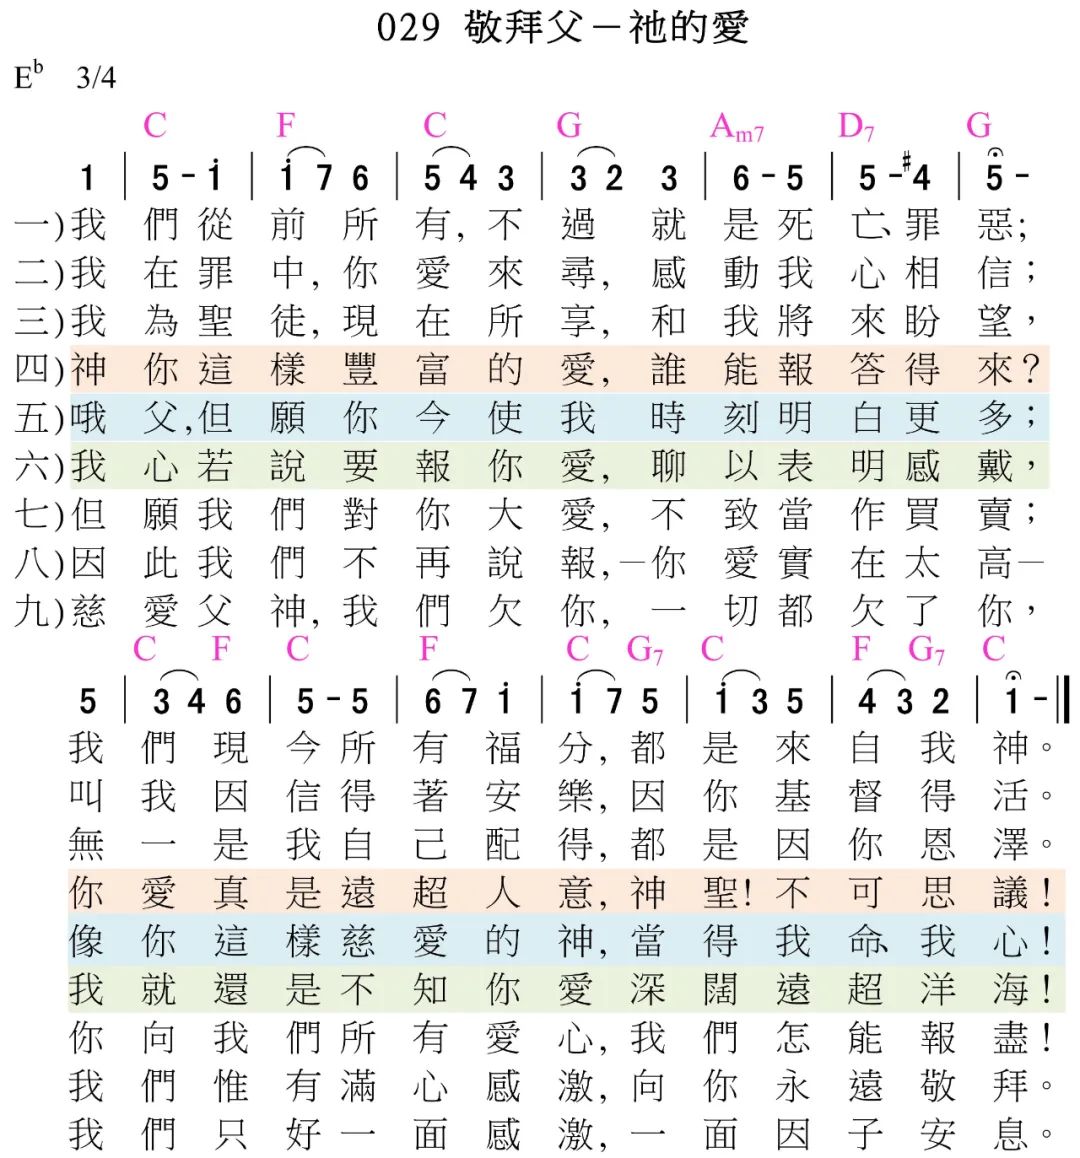 029 敬拜父－祂的愛
E♭ 3/4
C F C G Am7 D7 G
1 | 5 - i | i 7 6 | 5 4 3 | 3 2 3 | 6 - 5 | 5 - #4 | 5 -
一)我們從前所有,不過就是死亡、罪惡;
二)我在罪中,你愛來尋,感動我心相信;
三)我為聖徒,現在所享,和我將來盼望,
四)神你這樣豐富的愛,誰能報答得來?
五)哦父,但願你今使我時刻明白更多;
六)我心若說要報你愛,聊以表明感戴,
七)但願我們對你大愛,不致當作買賣;
八)因此我們不再說報,—你愛實在太高—
九)慈愛父神,我們欠你,一切都欠了你,
C F C F C G7 C F G7 C
5 | 3 4 6 | 5 - 5 | 6 7 i | i 7 5 | i 3 5 | 4 3 2 | i - ‖
我們現今所有福分,都是來自我神。
叫我因信得著安樂,因你基督得活。
無一是我自己配得,都是因你恩澤。
你愛真是遠超人意,神聖!不可思議!
像你這樣慈愛的神,當得我命、我心!
我就還是不知你愛深闊遠超洋海!
你向我們所有愛心,我們怎能報盡!
我們惟有滿心感激,向你永遠敬拜。
我們只好一面感激,一面因子安息。